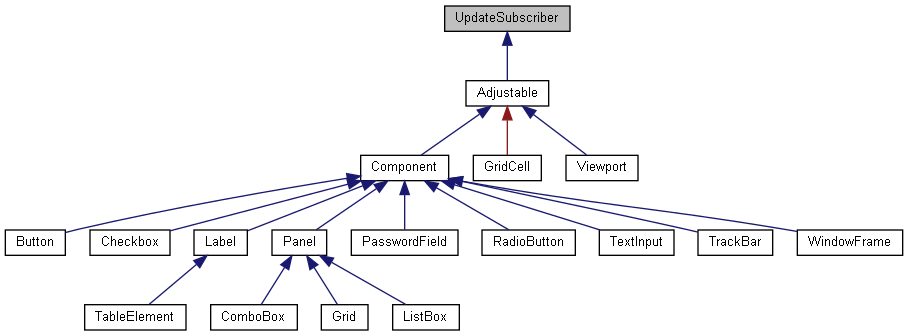 UpdateSubscriber
Adjustable
Component
GridCell
Viewport
Button
Checkbox
Label
Panel
PasswordField
RadioButton
TextInput
TrackBar
WindowFrame
TableElement
ComboBox
Grid
ListBox